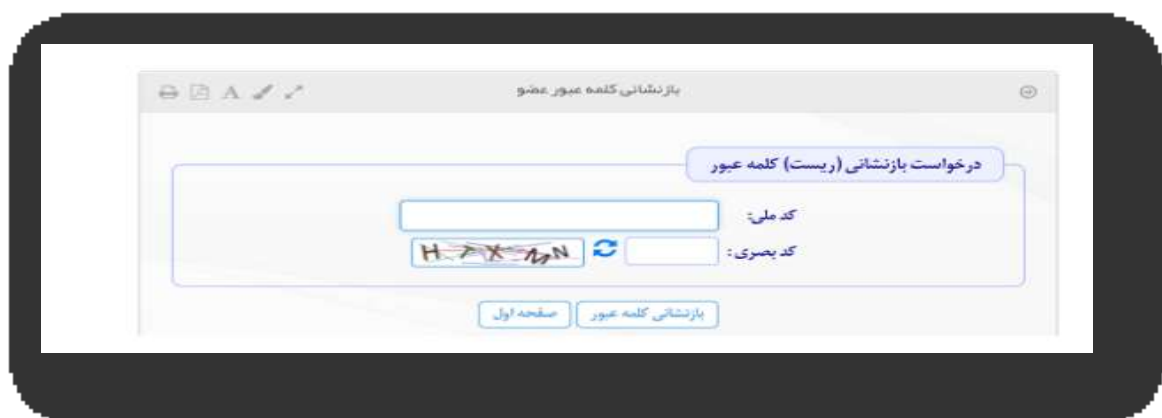 بازنشانی کلمه عبور عضو
درخواست بازنشانی (ریست) کلمه عبور
کد ملی:
کد بصری:
بازنشانی کلمه عبور
صفحه اول